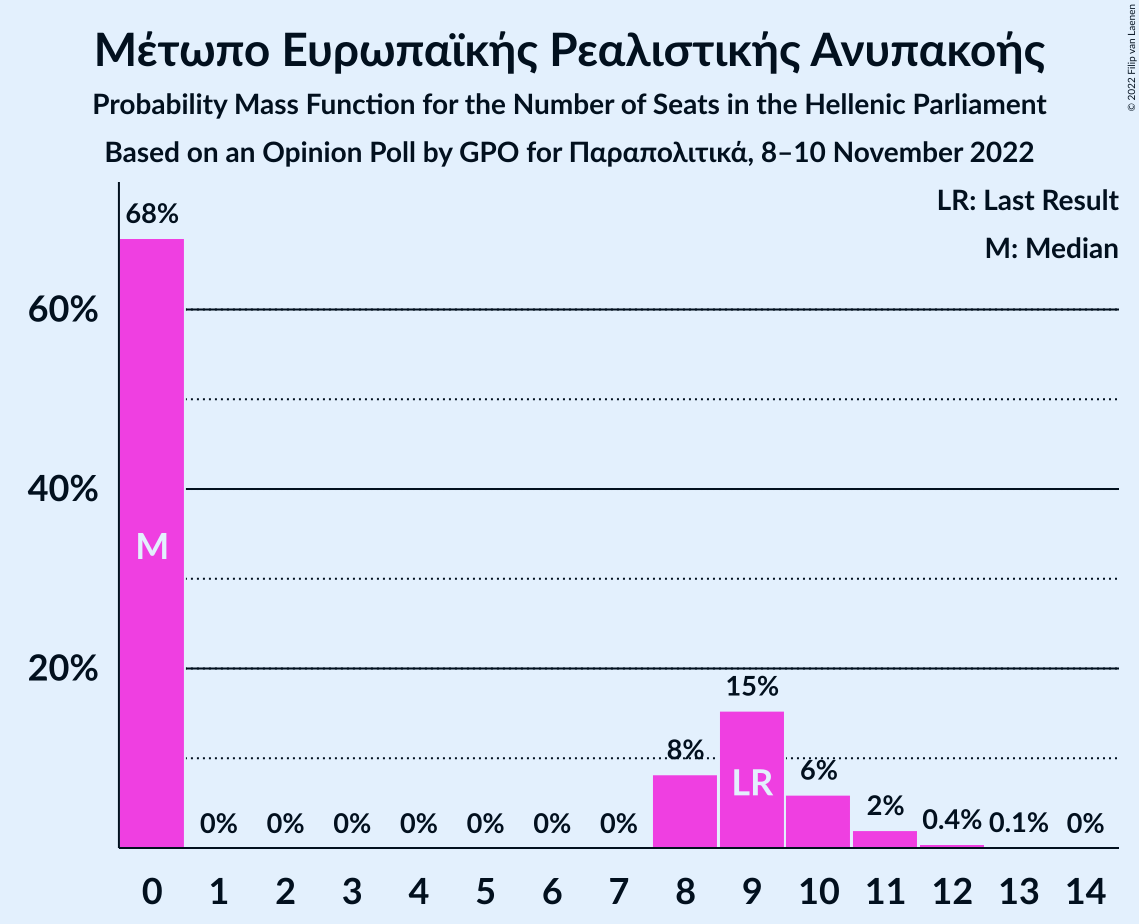 Μέτωπο Ευρωπαϊκής Ρεαλιστικής Ανυπακοής
Probability Mass Function for the Number of Seats in the Hellenic Parliament
Based on an Opinion Poll by GPO for Παραπολιτικά, 8–10 November 2022
© 2022 Filip van Laenen
LR: Last Result
M: Median
60%
40%
20%
68%
0%
0%
0%
0%
0%
0%
0%
8%
15%
6%
2%
0.4%
0.1%
0%
M
LR
0 1 2 3 4 5 6 7 8 9 10 11 12 13 14